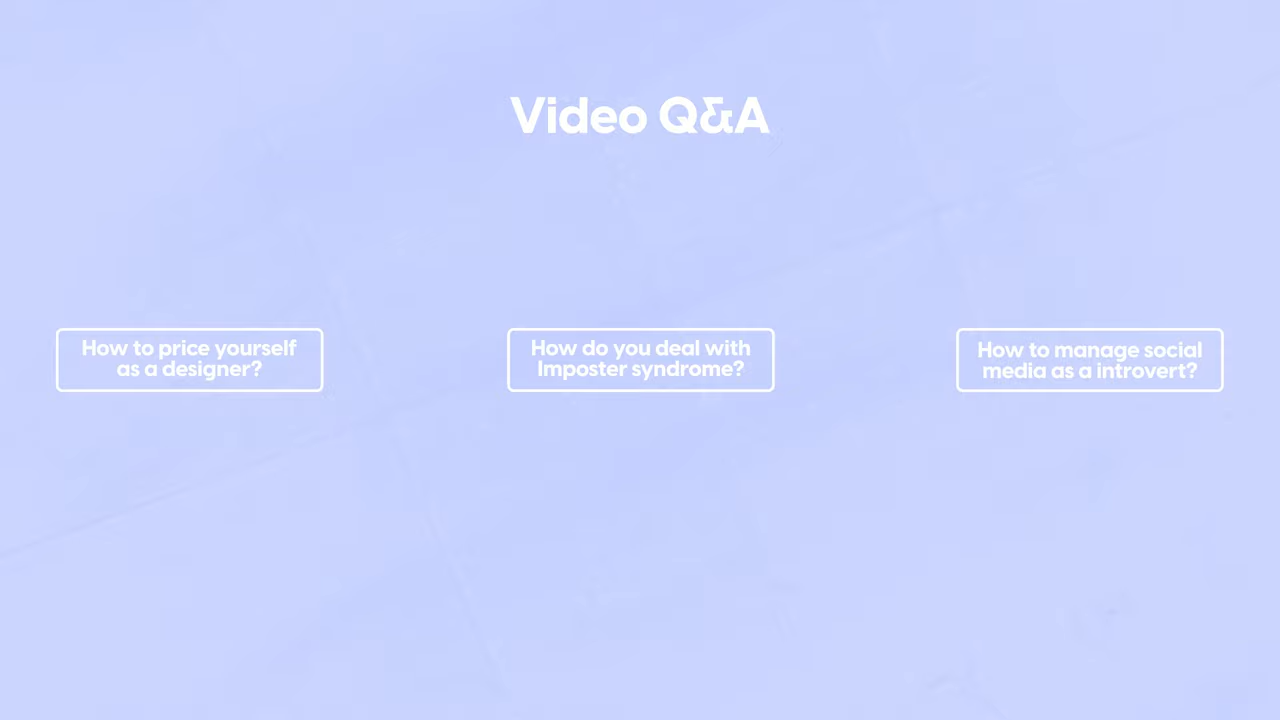 Video Q&A
How to price yourself
as a designer?
How do you deal with
Imposter syndrome?
How to manage social
media as a introvert?